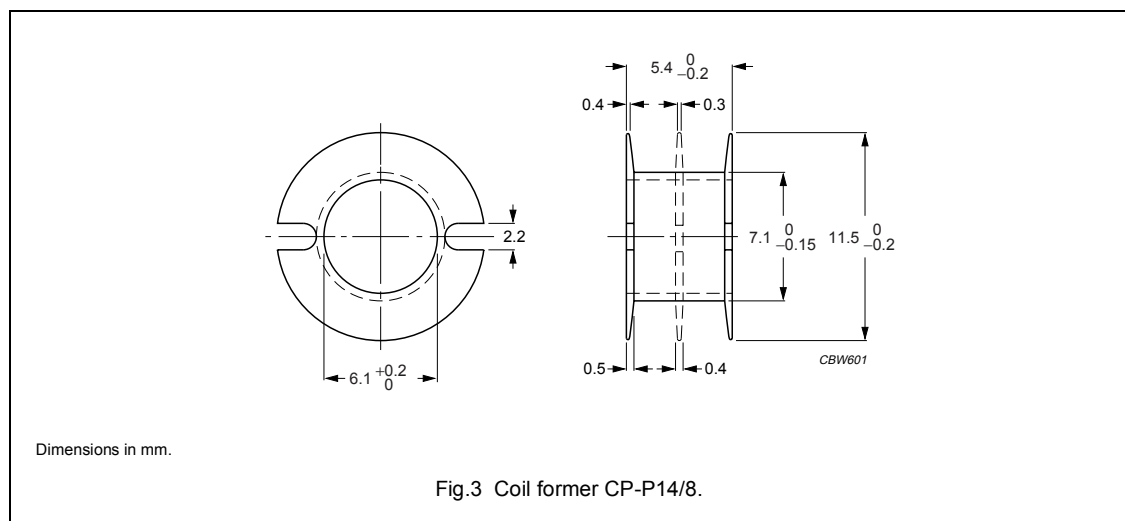 5.4 0 −0.2
0.4 0.3
2.2
7.1 0 −0.15 11.5 0 −0.2
CBW601
0.5 0.4
6.1 +0.2 0
Dimensions in mm.
Fig.3 Coil former CP-P14/8.